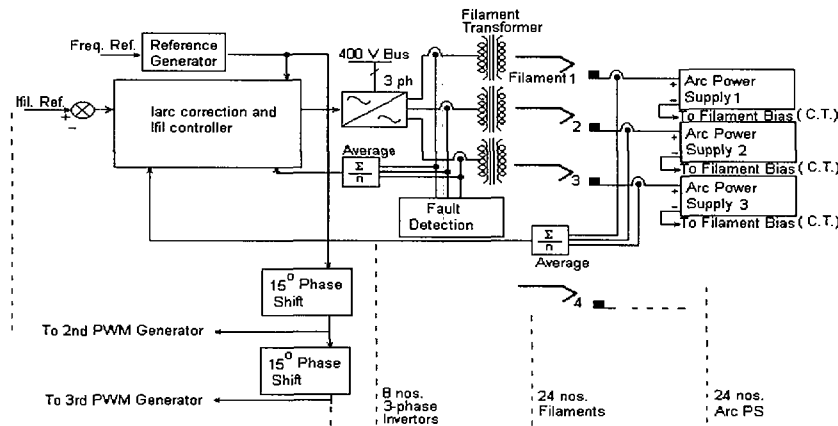 Filament
Transformer
Freq. Ref.
Reference
Generator
400 V Bus
3 ph
Filament 1
Arc Power
Supply 1
+
-
To Filament Bias ( C.T.)
Ifil. Ref.
+
-
Iarc correction and
Ifil controller
2
Arc Power
Supply 2
+
-
To Filament Bias ( C.T.)
Average
Σ
n
3
Arc Power
Supply 3
+
-
To Filament Bias ( C.T.)
Fault
Detection
Σ
n
Average
15° Phase
Shift
4
To 2nd PWM Generator
15° Phase
Shift
To 3rd PWM Generator
8 nos.
3-phase
Invertors
24 nos.
Filaments
24 nos.
Arc PS